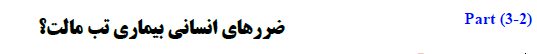 Part (3-2)
ضررهای انسانی بیماری تب مالت؟